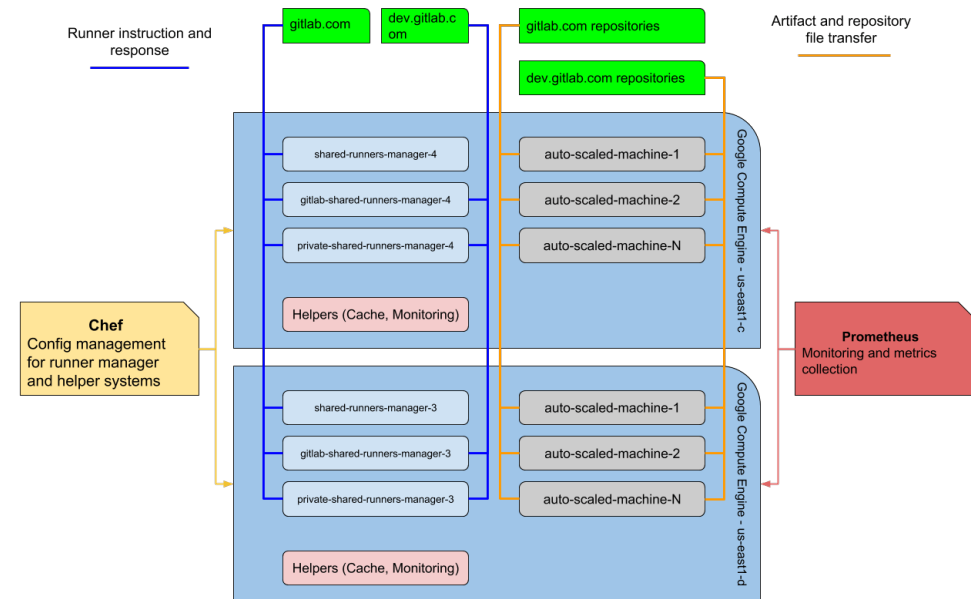 Runner instruction and
response
gitlab.com
dev.gitlab.c
om
gitlab.com repositories
Artifact and repository
file transfer
dev.gitlab.com repositories
shared-runners-manager-4
auto-scaled-machine-1
gitlab-shared-runners-manager-4
auto-scaled-machine-2
private-shared-runners-manager-4
auto-scaled-machine-N
Helpers (Cache, Monitoring)
Google Compute Engine - us-east1-c
Chef
Config management
for runner manager
and helper systems
Prometheus
Monitoring and metrics
collection
shared-runners-manager-3
auto-scaled-machine-1
gitlab-shared-runners-manager-3
auto-scaled-machine-2
private-shared-runners-manager-3
auto-scaled-machine-N
Helpers (Cache, Monitoring)
Google Compute Engine - us-east1-d